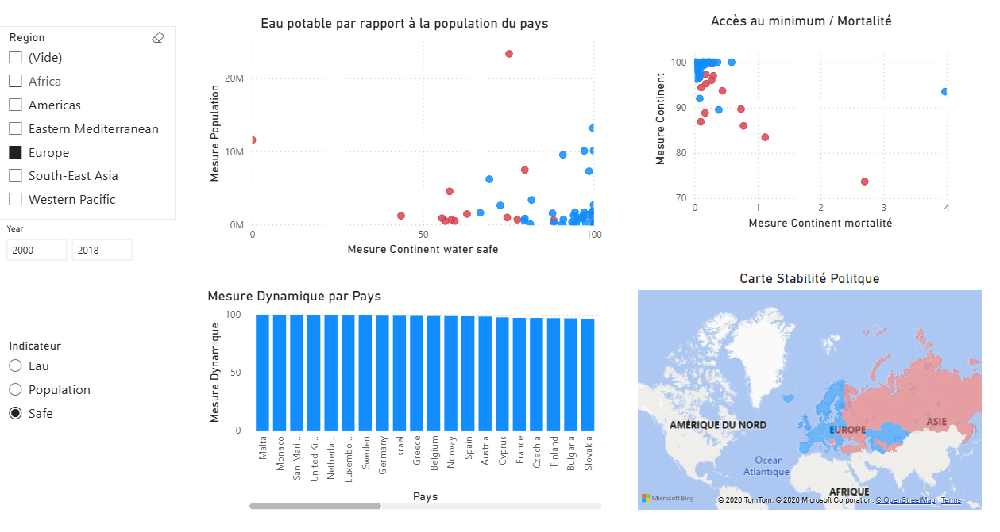 Region
(Vide)
Africa
Americas
Eastern Mediterranean
Europe
South-East Asia
Western Pacific
Year
2000 2018
Indicateur
Eau
Population
Safe
Eau potable par rapport à la population du pays
Mesure Population
20M
10M
0M
0 50 100
Mesure Continent water safe
Accès au minimum / Mortalité
Mesure Continent
100
90
80
70
0 1 2 3 4
Mesure Continent mortalité
Mesure Dynamique par Pays
Mesure Dynamique
100
50
0
Malta
Monaco
San Mari...
United Ki...
Netherla...
Luxembo...
Sweden
Germany
Israel
Greece
Belgium
Norway
Spain
Austria
Cyprus
France
Czechia
Finland
Bulgaria
Slovakia
Pays
Carte Stabilité Politque
AMÉRIQUE DU NORD
EUROPE
ASIE
Océan
Atlantique
AFRIQUE
Microsoft Bing
© 2026 TomTom, © 2026 Microsoft Corporation, © OpenStreetMap Terms